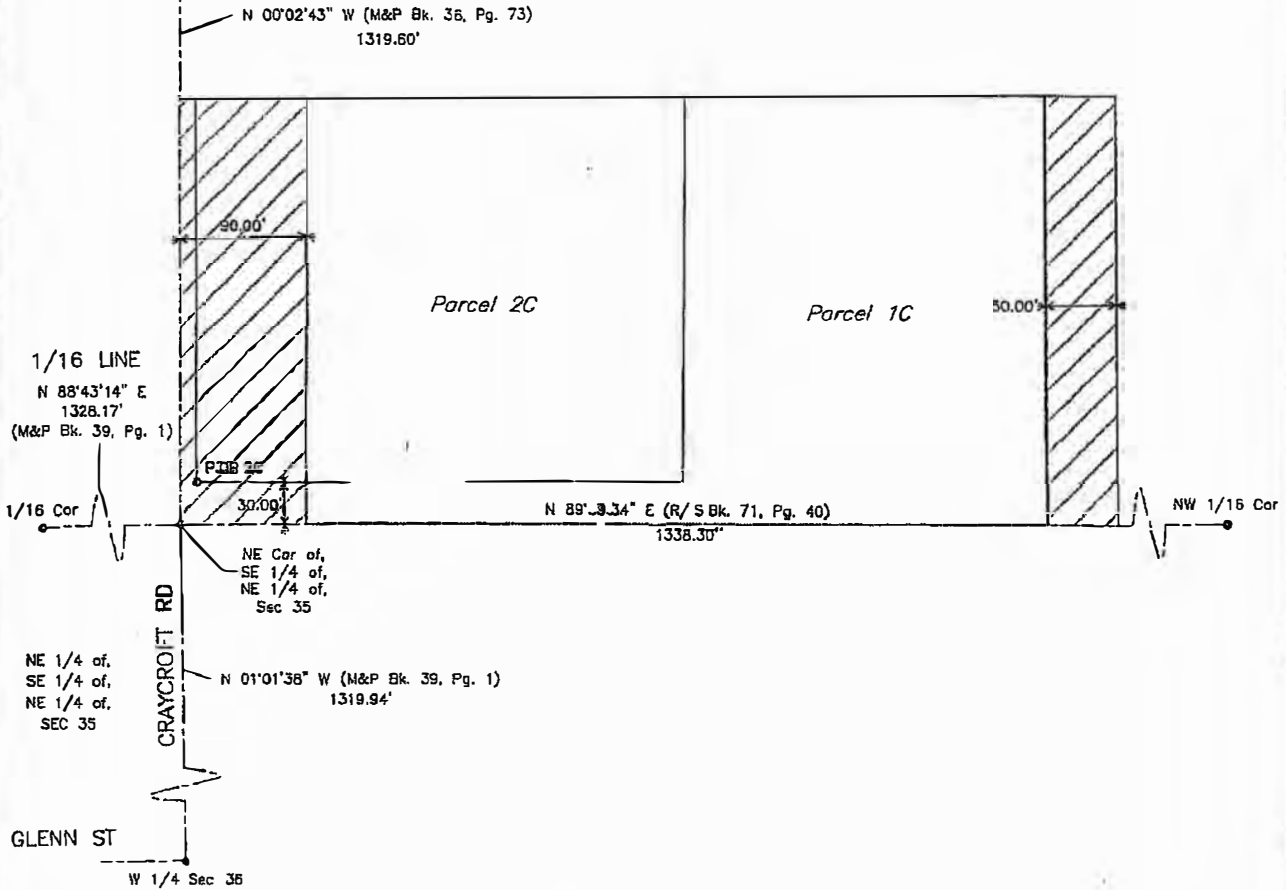 N 00°02'43" W (M&P Bk. 36, Pg. 73)
1319.60'
90.00'
Parcel 2C
Parcel 1C
50.00'
1/16 LINE
N 88°43'14" E
1328.17'
(M&P Bk. 39, Pg. 1)
30.00'
1/16 Cor
N E (R/S Bk. 71, Pg. 40)
1338.30"
NW 1/16 Cor
NE Cor of,
SE 1/4 of,
NE 1/4 of,
Sec 35
CRAYCROFT RD
NE 1/4 of,
SE 1/4 of,
NE 1/4 of,
SEC 35
N 01°01'38" W (M&P Bk. 39, Pg. 1)
1319.94'
GLENN ST
W 1/4 Sec 36